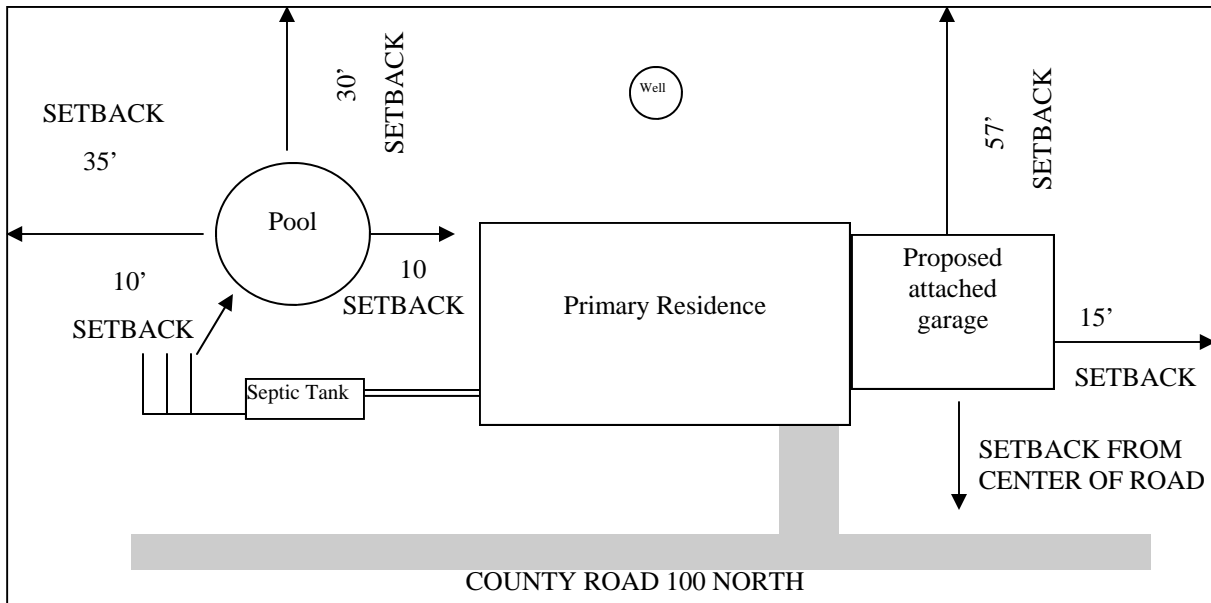 30’
SETBACK
Well
57’
SETBACK
SETBACK
35’
Pool
10’
SETBACK
10
SETBACK
Primary Residence
Proposed
attached
garage
15’
SETBACK
Septic Tank
SETBACK FROM
CENTER OF ROAD
COUNTY ROAD 100 NORTH